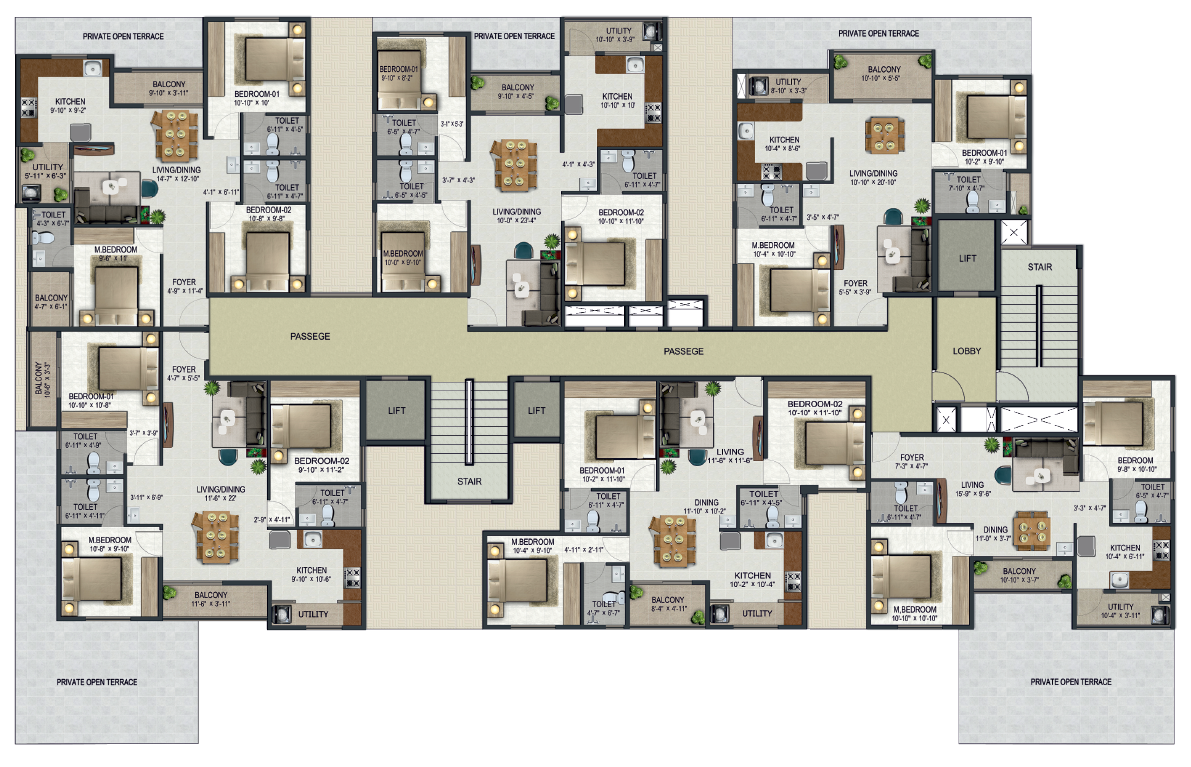 PRIVATE OPEN TERRACE
KITCHEN
9'-10" X 9'-2"
BALCONY
9'-10" X 3'-11"
BEDROOM-01
10'-10" X 10'
TOILET
6'-11" X 4'-5"
LIVING/DINING
14'-7" X 12'-10"
UTILITY
5'-11" X 6'-3"
4'-1" X 6'-11"
TOILET
6'-11" X 4'-7"
TOILET
4'-3" X 6'-7"
BEDROOM-02
10'-8" X 9'-8"
M.BEDROOM
9'-6" X 11'
FOYER
4'-9" X 11'-4"
BALCONY
4'-7" X 6'-1"
PRIVATE OPEN TERRACE
UTILITY
10'-10" X 3'-9"
BEDROOM-01
9'-10" X 8'-2"
BALCONY
9'-10" X 4'-5"
KITCHEN
10'-10" X 10'
TOILET
6'-5" X 4'-7"
3'-1" X 5'-3"
4'-1" X 4'-3"
3'-7" X 4'-3"
TOILET
6'-5" X 4'-5"
TOILET
6'-11" X 4'-7"
LIVING/DINING
10'-0" X 23'-4"
BEDROOM-02
10'-10" X 11'-10"
M.BEDROOM
10'-0" X 9'-10"
PRIVATE OPEN TERRACE
UTILITY
8'-10" X 3'-3"
BALCONY
10'-10" X 5'-5"
KITCHEN
10'-4" X 8'-6"
BEDROOM-01
10'-2" X 9'-10"
LIVING/DINING
10'-10" X 20'-10"
TOILET
7'-10" X 4'-7"
TOILET
6'-11" X 4'-7"
3'-5" X 4'-7"
M.BEDROOM
10'-4" X 10'-10"
FOYER
5'-5" X 3'-9"
LIFT
STAIR
PASSEGE
PASSEGE
LOBBY
BALCONY
10'-6" X 3'-3"
FOYER
4'-7" X 5'-5"
BEDROOM-01
10'-10" X 10'-8"
3'-7" X 3'-9"
TOILET
6'-11" X 4'-9"
BEDROOM-02
9'-10" X 11'-2"
LIVING/DINING
11'-6" X 22'
3'-11" X 6'-9"
TOILET
6'-11" X 4'-11"
TOILET
6'-11" X 4'-7"
2'-9" X 4'-11"
M.BEDROOM
10'-6" X 9'-10"
KITCHEN
9'-10" X 10'-6"
BALCONY
11'-6" X 3'-11"
UTILITY
PRIVATE OPEN TERRACE
LIFT
STAIR
LIFT
BEDROOM-01
10'-2" X 11'-10"
LIVING
11'-6" X 11'-6"
BEDROOM-02
10'-10" X 11'-10"
TOILET
6'-11" X 4'-7"
DINING
11'-10" X 10'-2"
TOILET
6'-11" X 4'-5"
M.BEDROOM
10'-4" X 9'-10"
4'-11" X 2'-11"
KITCHEN
10'-2" X 10'-4"
TOILET
4'-7" X 6'-7"
BALCONY
8'-4" X 4'-11"
UTILITY
FOYER
7'-3" X 4'-7"
LIVING
15'-9" X 9'-6"
BEDROOM
9'-8" X 10'-10"
TOILET
6'-11" X 4'-7"
TOILET
6'-5" X 4'-7"
3'-3" X 4'-7"
DINING
11'-0" X 3'-7"
KITCHEN
10'-4" X 6'-11"
BALCONY
10'-10" X 3'-7"
M.BEDROOM
10'-10" X 10'-10"
UTILITY
10'-4" X 3'-11"
PRIVATE OPEN TERRACE